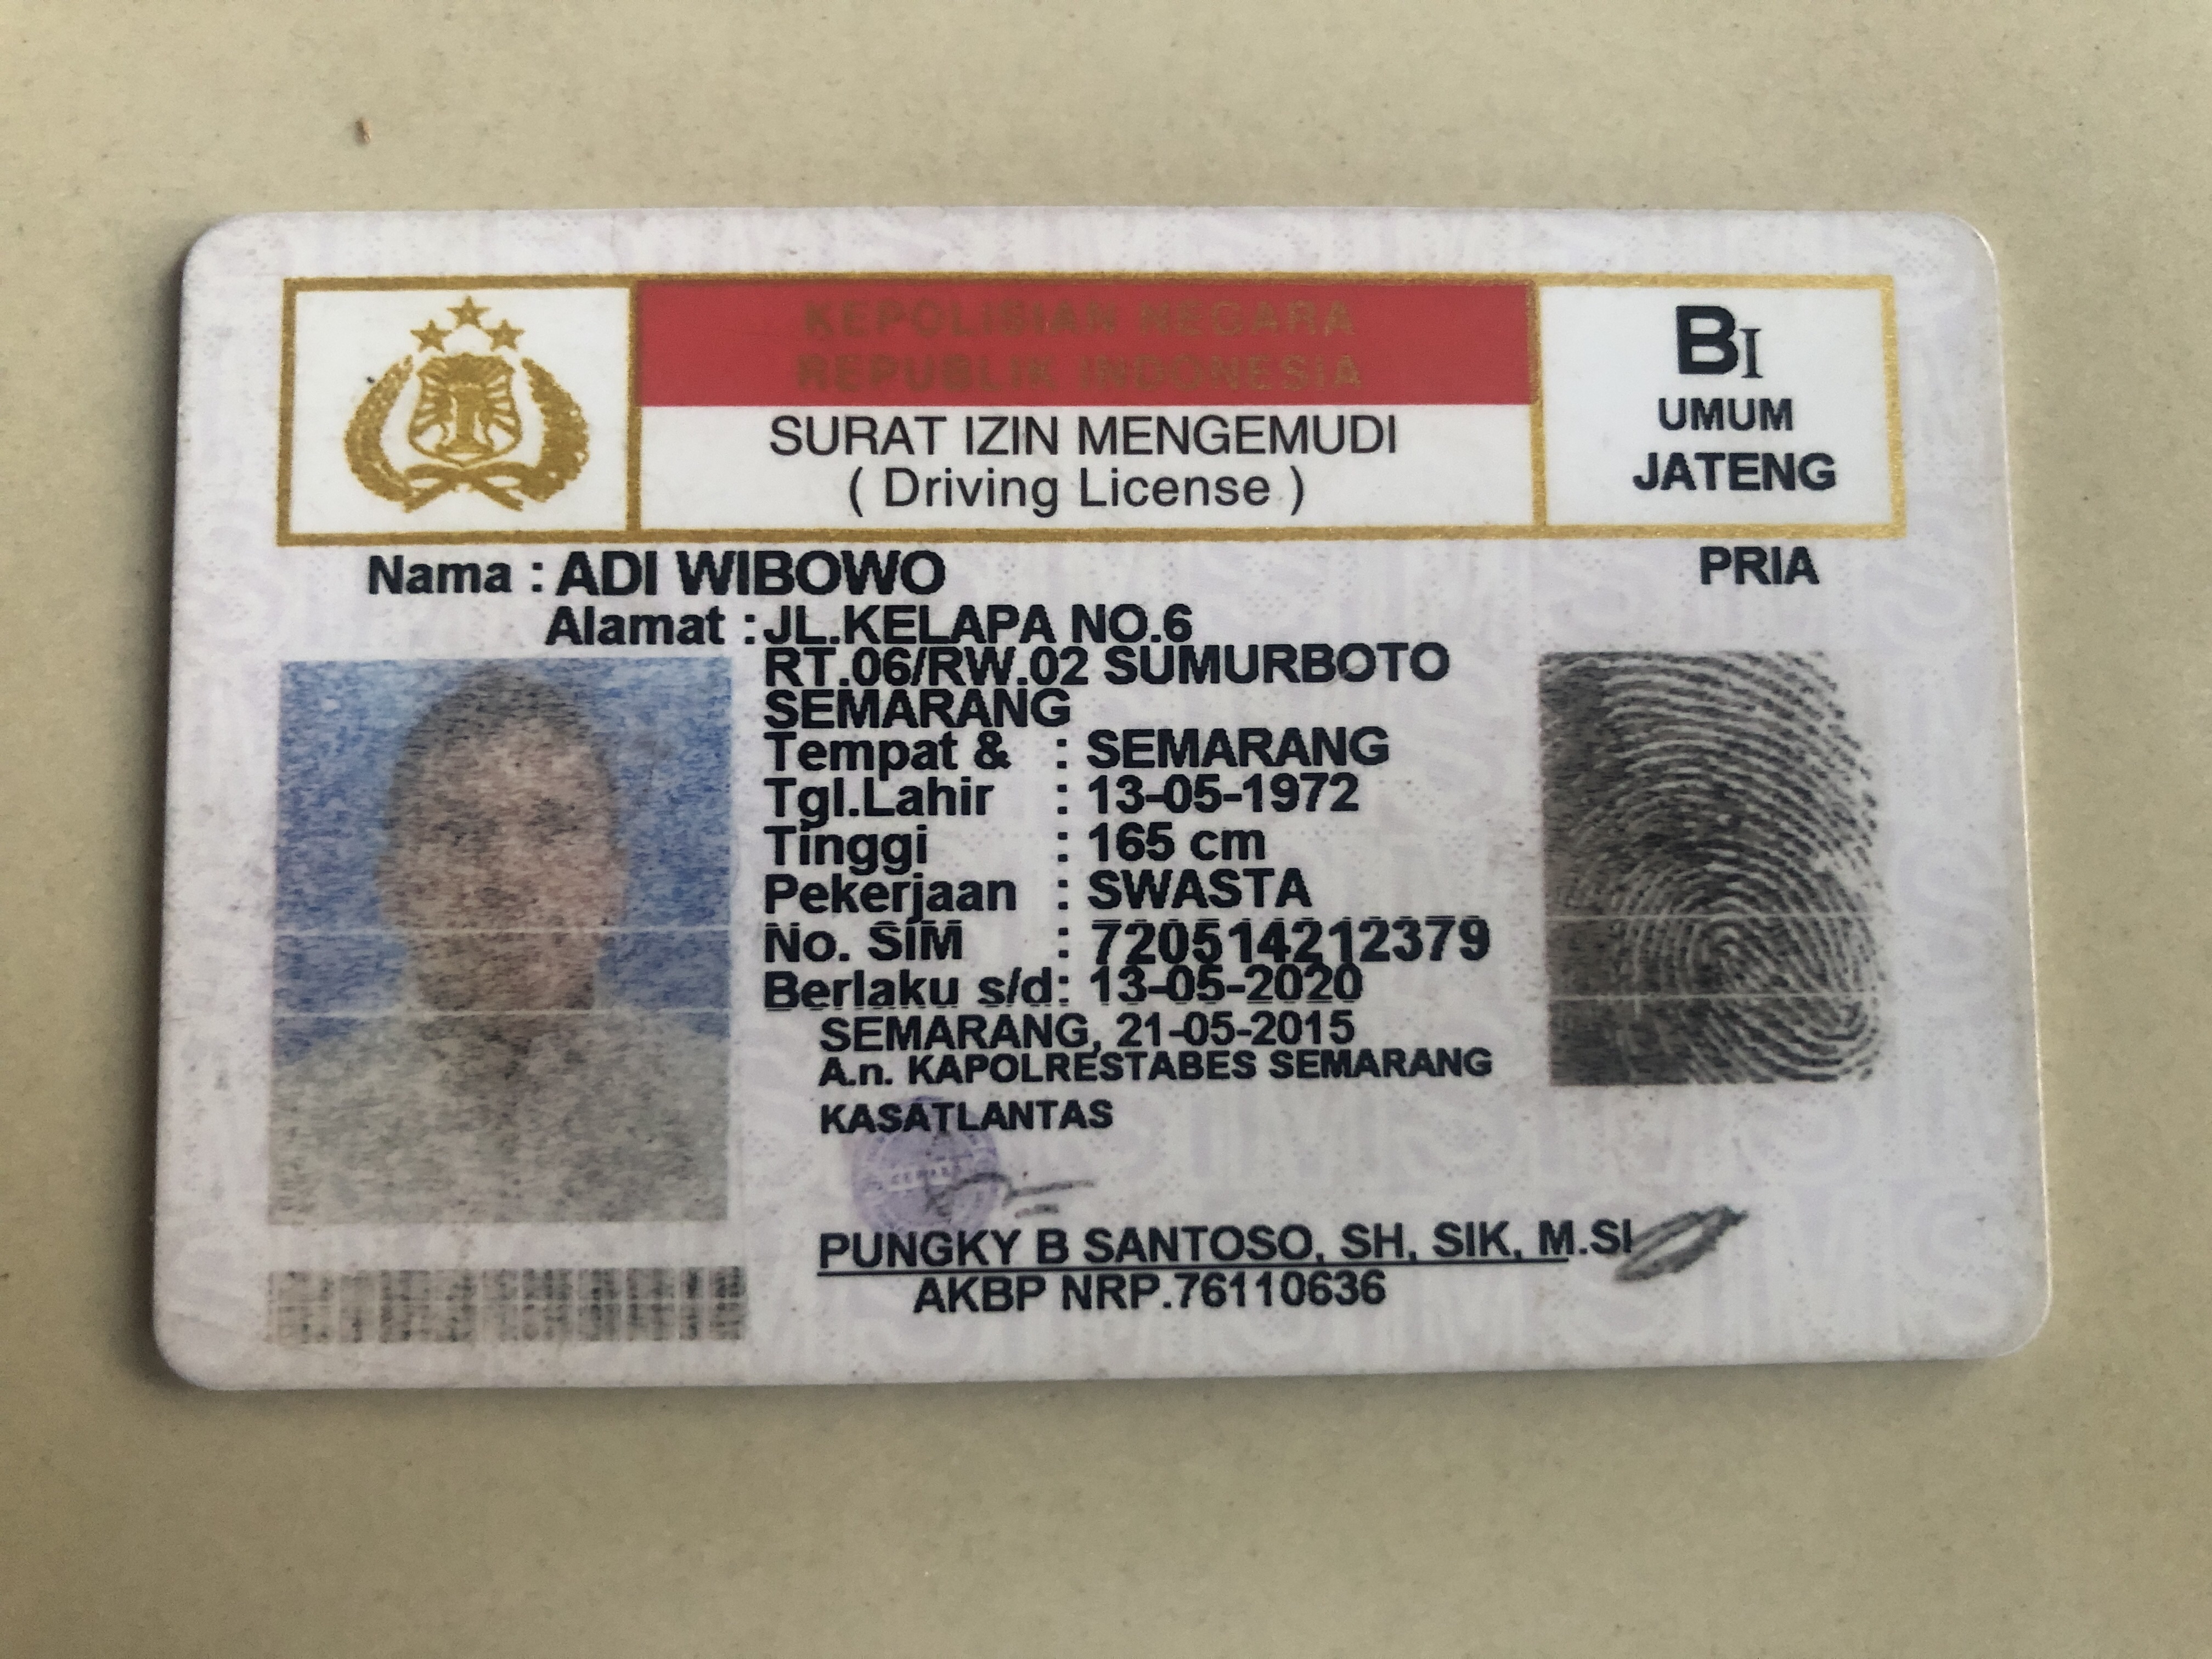 KEPOLISIAN NEGARA
REPUBLIK INDONESIA
SURAT IZIN MENGEMUDI
( Driving License )
BI
UMUM
JATENG
Nama : ADI WIBOWO
PRIA
Alamat : JL.KELAPA NO.6
RT.06/RW.02 SUMURBOTO
SEMARANG
Tempat & : SEMARANG
Tgl.Lahir : 13-05-1972
Tinggi : 165 cm
Pekerjaan : SWASTA
No. SIM : 720514212379
Berlaku s/d : 13-05-2020
SEMARANG, 21-05-2015
A.n. KAPOLRESTABES SEMARANG
KASATLANTAS
PUNGKY B SANTOSO, SH, SIK, M.SI
AKBP NRP.76110636